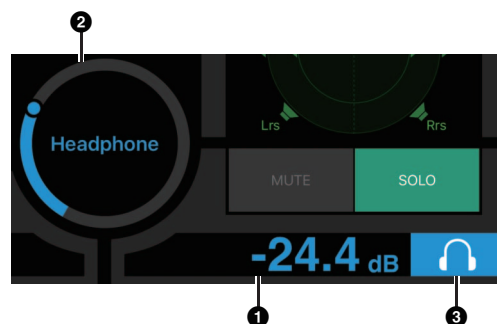 2
Lrs Rrs
Headphone
MUTE SOLO
-24.4 dB
1 3